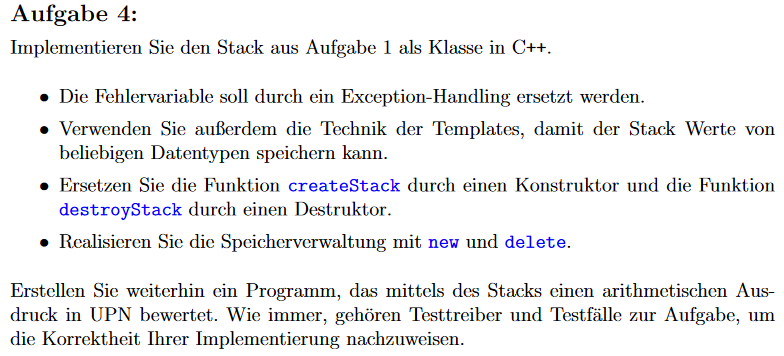 Aufgabe 4:
Implementieren Sie den Stack aus Aufgabe 1 als Klasse in C++.
• Die Fehlervariable soll durch ein Exception-Handling ersetzt werden.
• Verwenden Sie außerdem die Technik der Templates, damit der Stack Werte von
beliebigen Datentypen speichern kann.
• Ersetzen Sie die Funktion createStack durch einen Konstruktor und die Funktion
destroyStack durch einen Destruktor.
• Realisieren Sie die Speicherverwaltung mit new und delete.
Erstellen Sie weiterhin ein Programm, das mittels des Stacks einen arithmetischen Aus-
druck in UPN bewertet. Wie immer, gehören Testtreiber und Testfälle zur Aufgabe, um
die Korrektheit Ihrer Implementierung nachzuweisen.